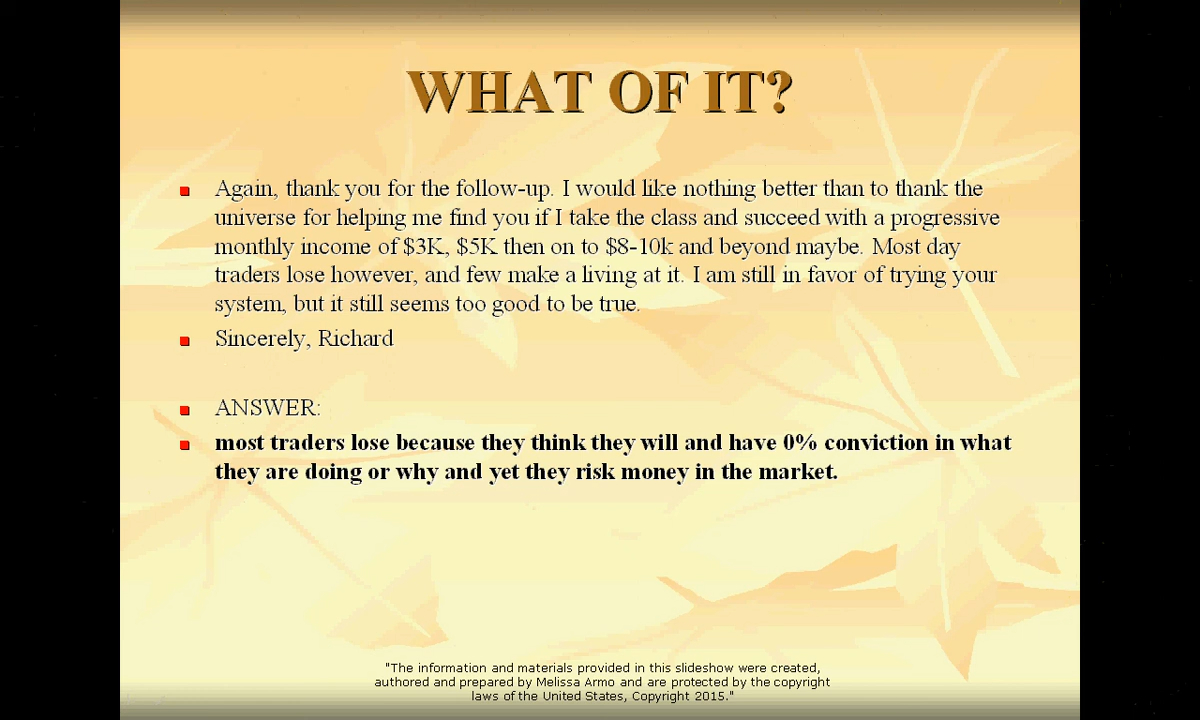 WHAT OF IT?
Again, thank you for the follow-up. I would like nothing better than to thank the
universe for helping me find you if I take the class and succeed with a progressive
monthly income of $3K, $5K then on to $8-10k and beyond maybe. Most day
traders lose however, and few make a living at it. I am still in favor of trying your
system, but it still seems too good to be true.
Sincerely, Richard
ANSWER:
most traders lose because they think they will and have 0% conviction in what
they are doing or why and yet they risk money in the market.
"The information and materials provided in this slideshow were created,
authored and prepared by Melissa Armo and are protected by the copyright
laws of the United States, Copyright 2015."